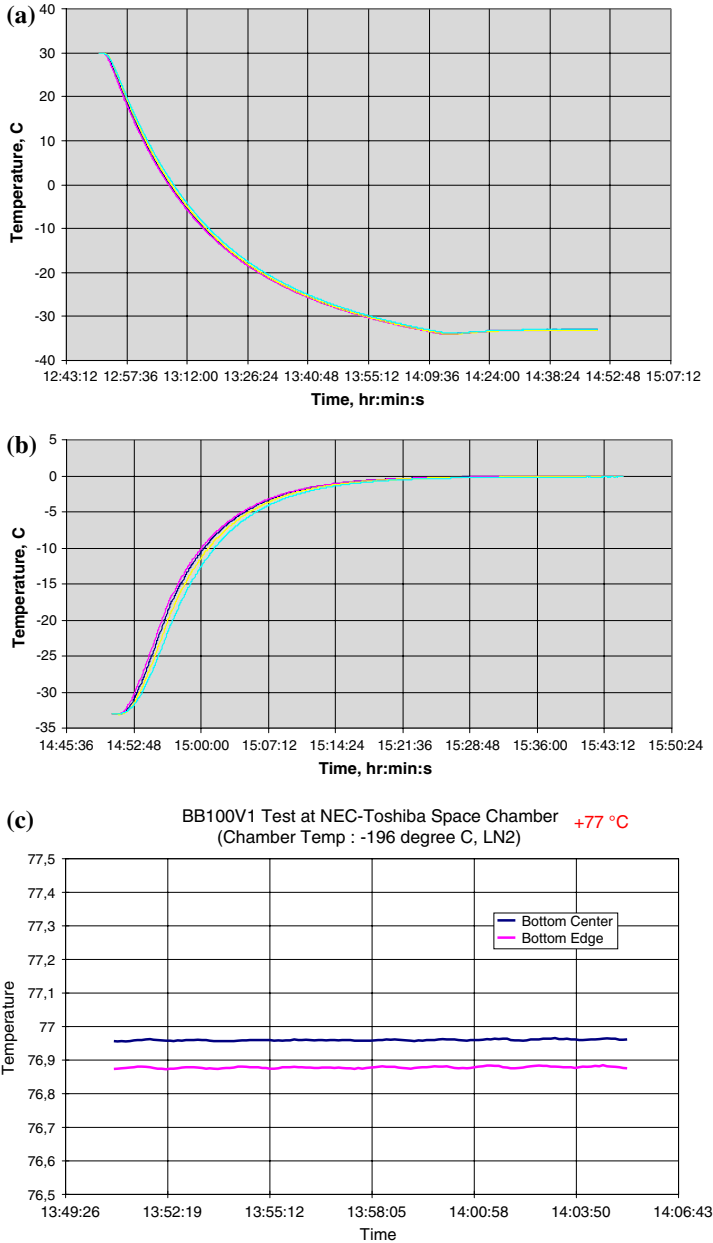 (a)
40
30
20
10
0
-10
-20
-30
-40
Temperature, C
12:43:12 12:57:36 13:12:00 13:26:24 13:40:48 13:55:12 14:09:36 14:24:00 14:38:24 14:52:48 15:07:12
Time, hr:min:s
(b)
5
0
-5
-10
-15
-20
-25
-30
-35
Temperature, C
14:45:36 14:52:48 15:00:00 15:07:12 15:14:24 15:21:36 15:28:48 15:36:00 15:43:12 15:50:24
Time, hr:min:s
(c)
BB100V1 Test at NEC-Toshiba Space Chamber +77 °C
(Chamber Temp : -196 degree C, LN2)
77,5
77,4
77,3
77,2
77,1
77
76,9
76,8
76,7
76,6
76,5
Temperature
Bottom Center
Bottom Edge
13:49:26 13:52:19 13:55:12 13:58:05 14:00:58 14:03:50 14:06:43
Time